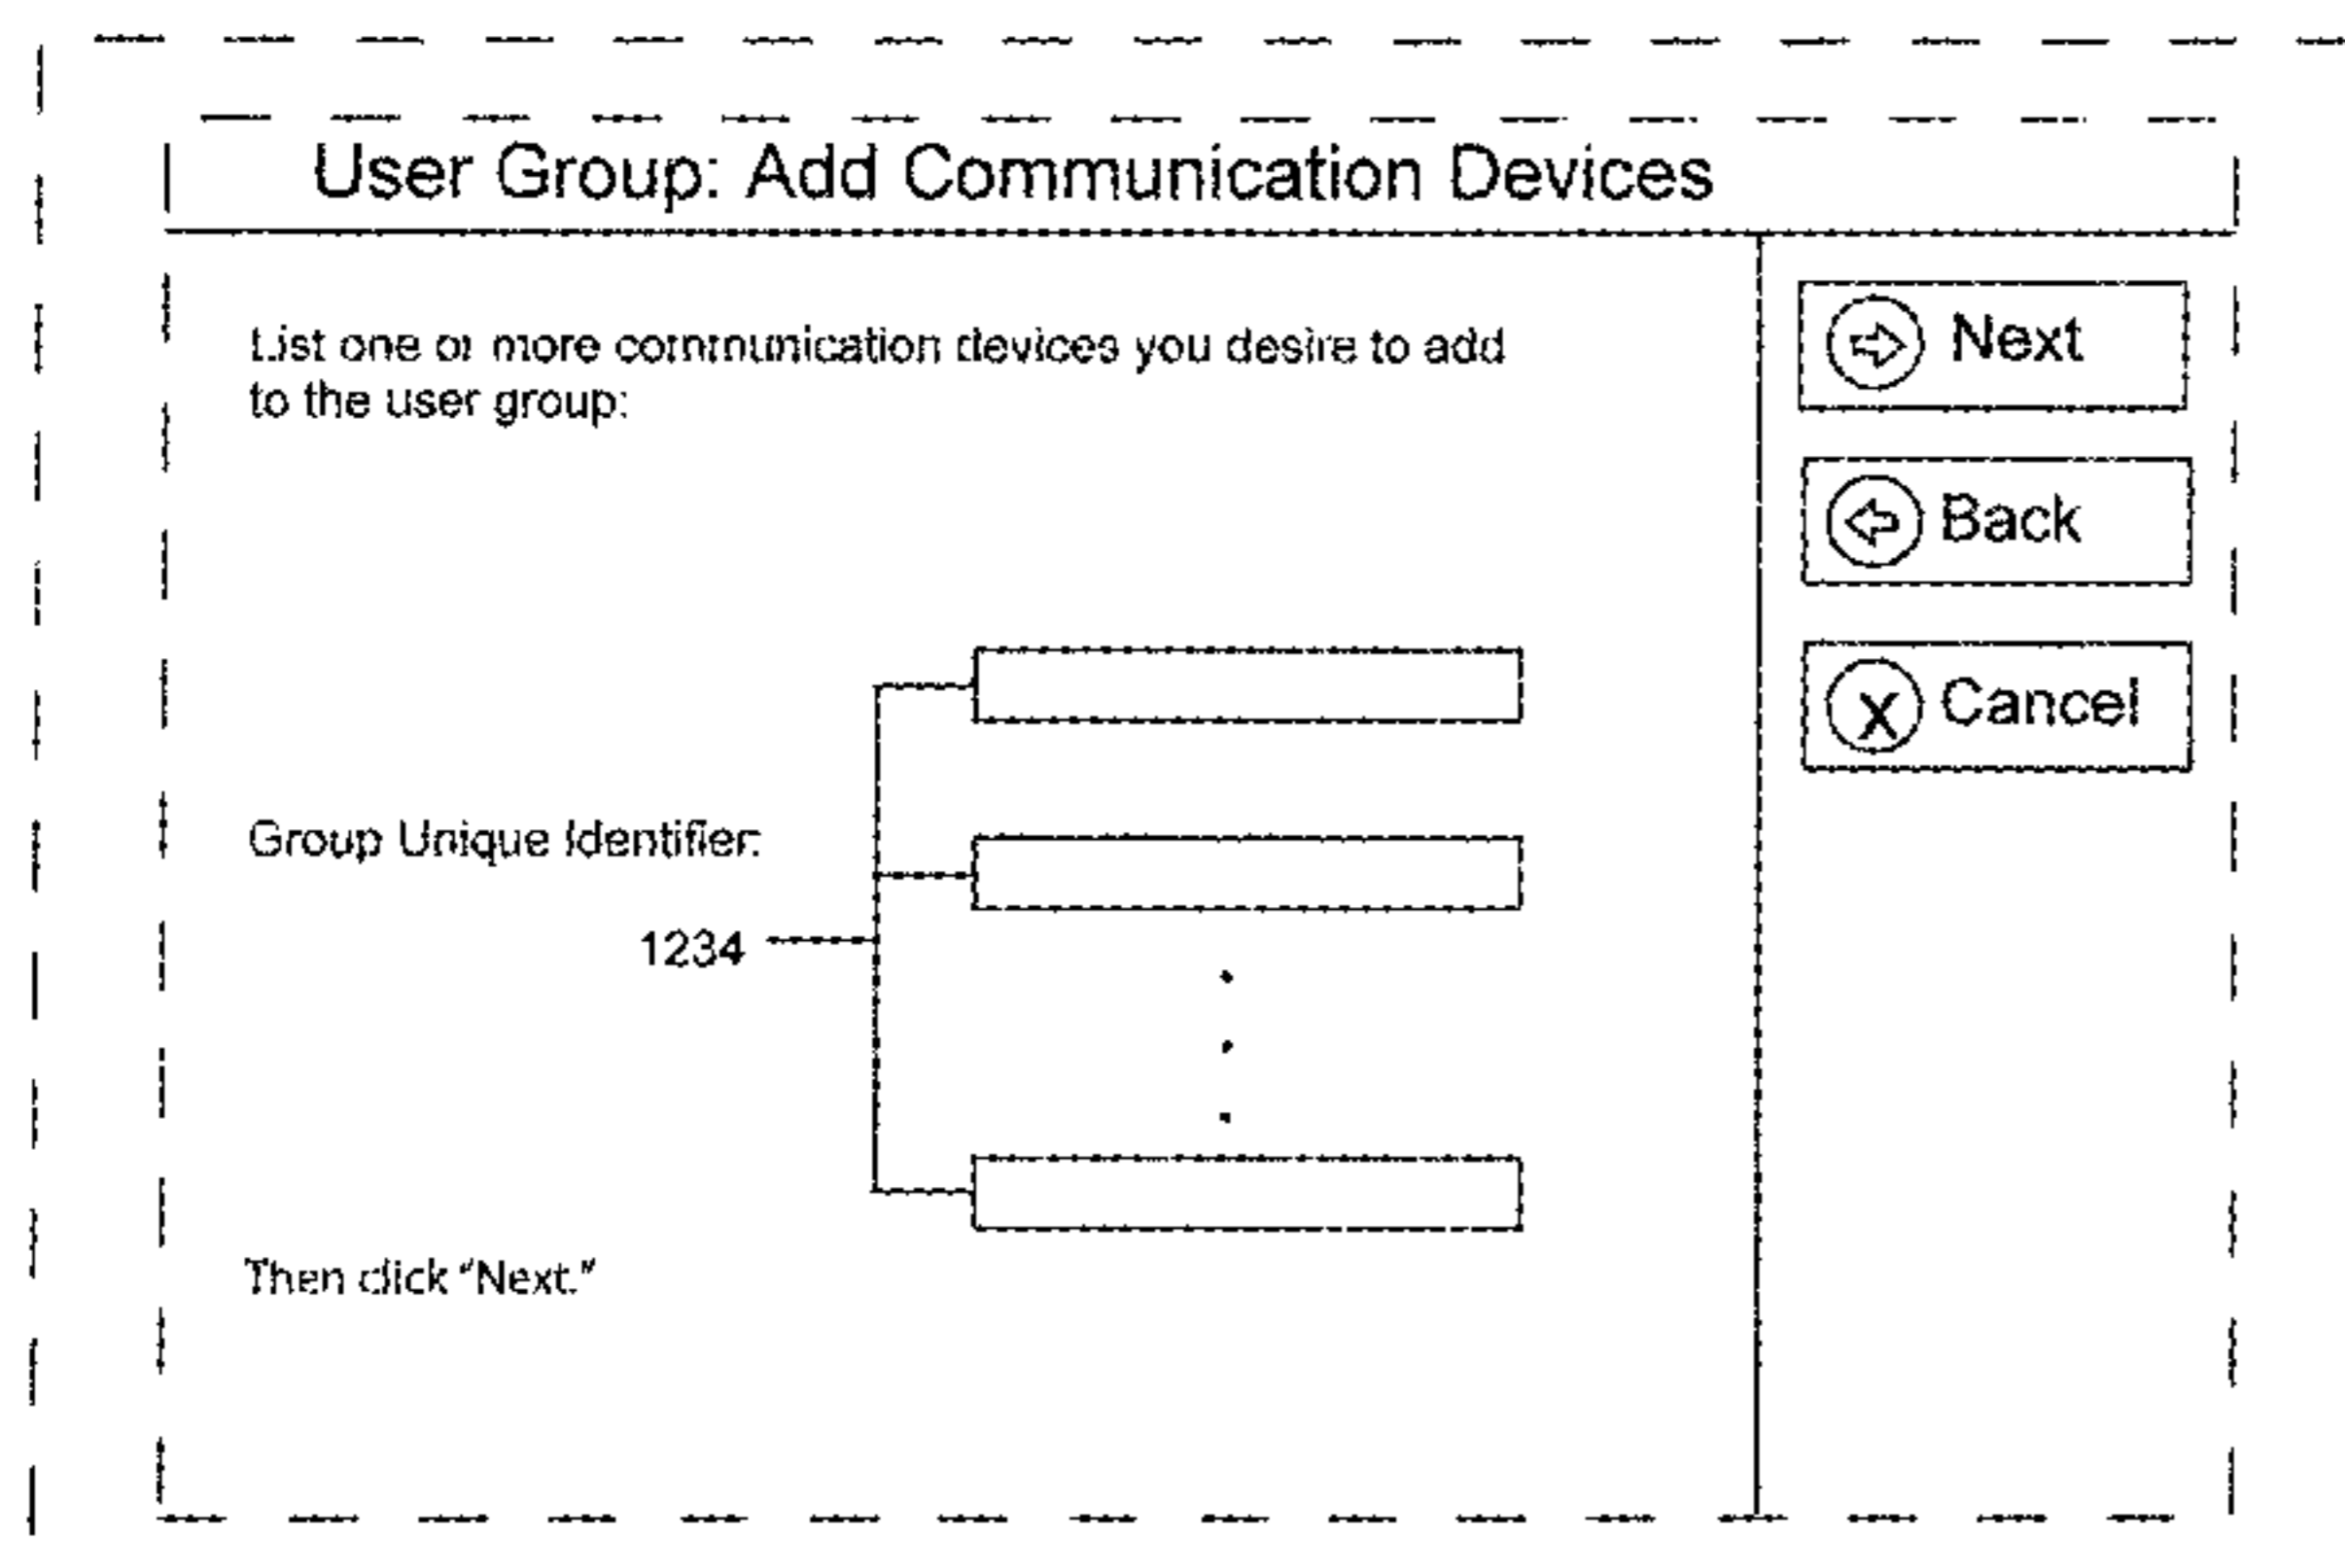 User Group: Add Communication Devices
List one or more communication devices you desire to add
to the user group:
Next
Back
X Cancel
Group Unique Identifier:
1234
Then click “Next.”